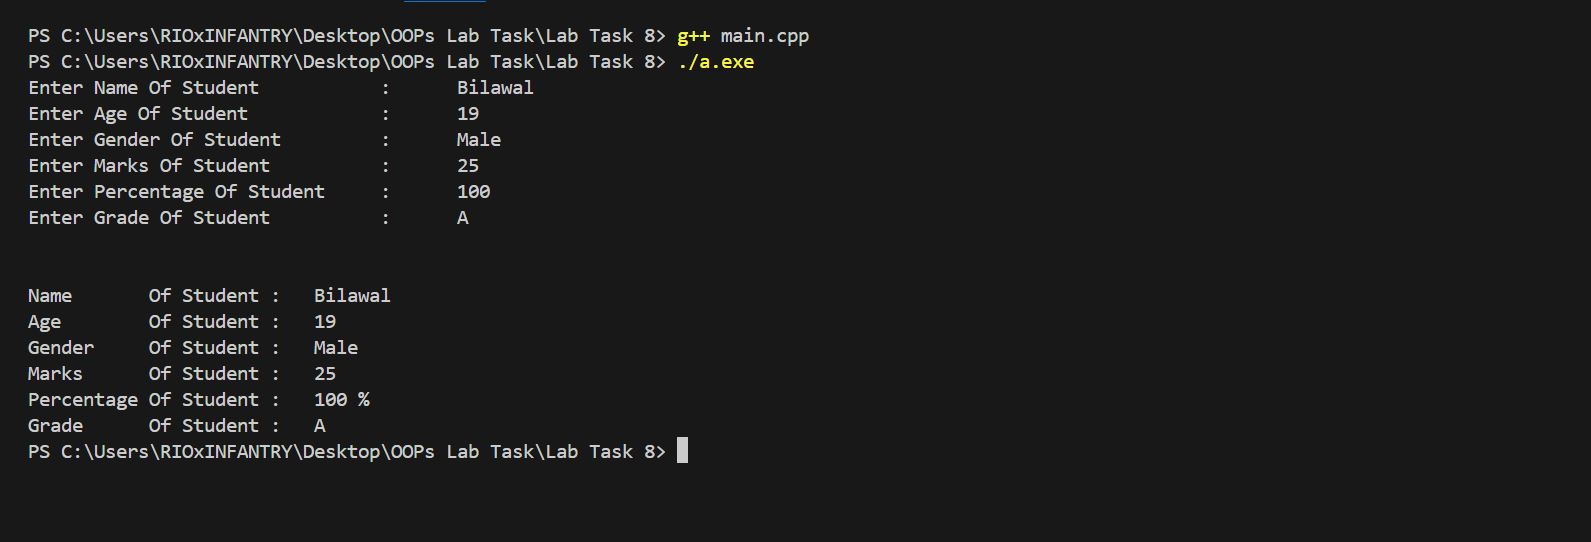 PS C:\Users\RIOxINFANTRY\Desktop\OOPs Lab Task\Lab Task 8> g++ main.cpp
PS C:\Users\RIOxINFANTRY\Desktop\OOPs Lab Task\Lab Task 8> ./a.exe
Enter Name Of Student           :      Bilawal
Enter Age Of Student            :      19
Enter Gender Of Student         :      Male
Enter Marks Of Student          :      25
Enter Percentage Of Student     :      100
Enter Grade Of Student          :      A
Name       Of Student :   Bilawal
Age        Of Student :   19
Gender     Of Student :   Male
Marks      Of Student :   25
Percentage Of Student :   100 %
Grade      Of Student :   A
PS C:\Users\RIOxINFANTRY\Desktop\OOPs Lab Task\Lab Task 8>